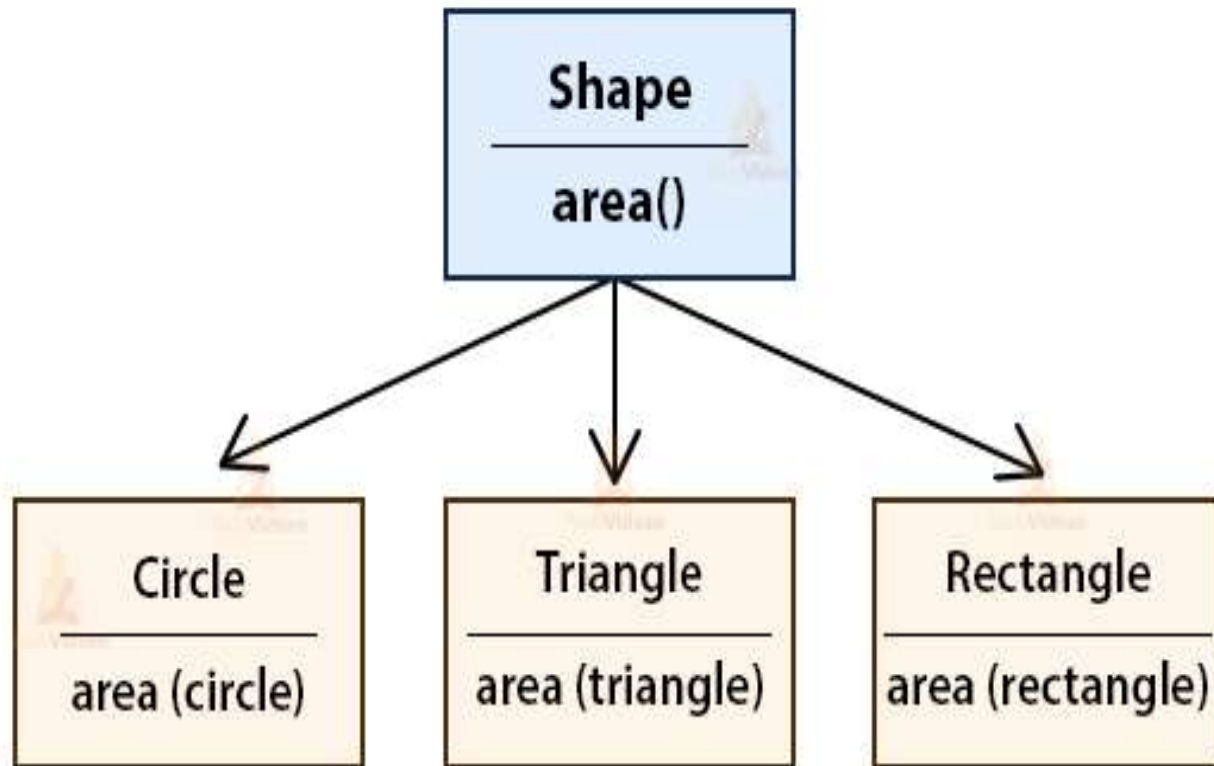 Shape
area()
Circle
area (circle)
Triangle
area (triangle)
Rectangle
area (rectangle)